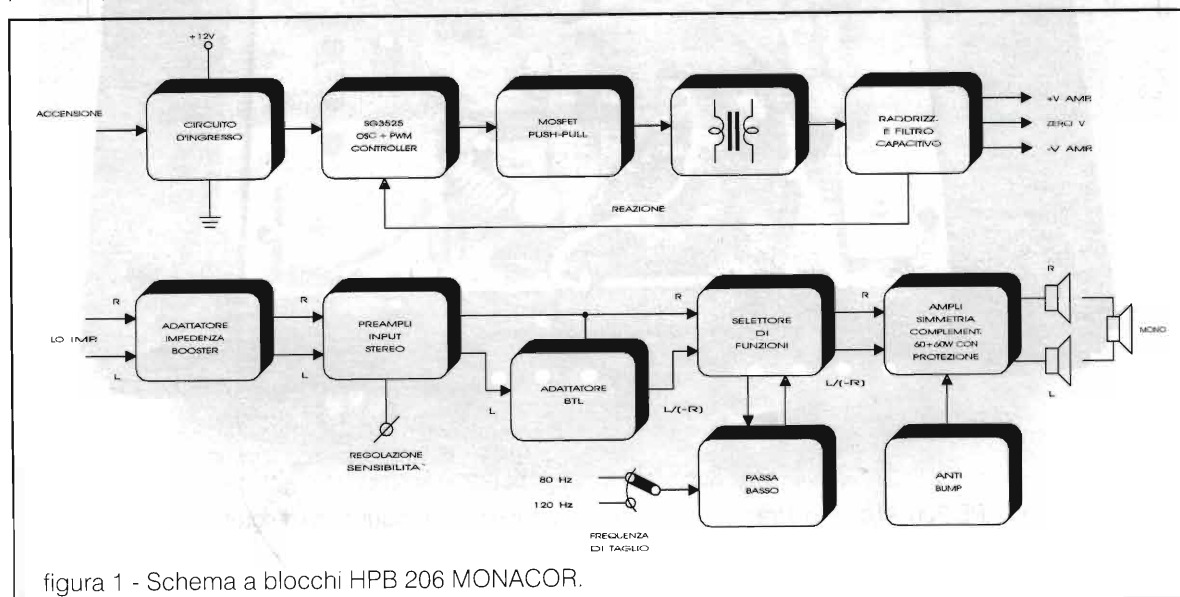 +12V
ACCENSIONE
CIRCUITO
D'INGRESSO
SG3525
OSC + PWM
CONTROLLER
MOSFET
PUSH-PULL
RADDRIZZ.
E FILTRO
CAPACITIVO
+V AMP.
ZERO V
-V AMP.
REAZIONE
LO IMP.
R
L
ADATTATORE
IMPEDENZA
BOOSTER
R
L
PREAMPLI
INPUT
STEREO
REGOLAZIONE
SENSIBILITA'
L
ADATTATORE
BTL
R
L/(-R)
SELETTORE
DI
FUNZIONI
R
L/(-R)
AMPLI
SIMMETRIA
COMPLEMENT.
60+60W CON
PROTEZIONE
R
L
MONO
80 Hz
120 Hz
FREQUENZA
DI TAGLIO
PASSA
BASSO
ANTI
BUMP
figura 1 - Schema a blocchi HPB 206 MONACOR.